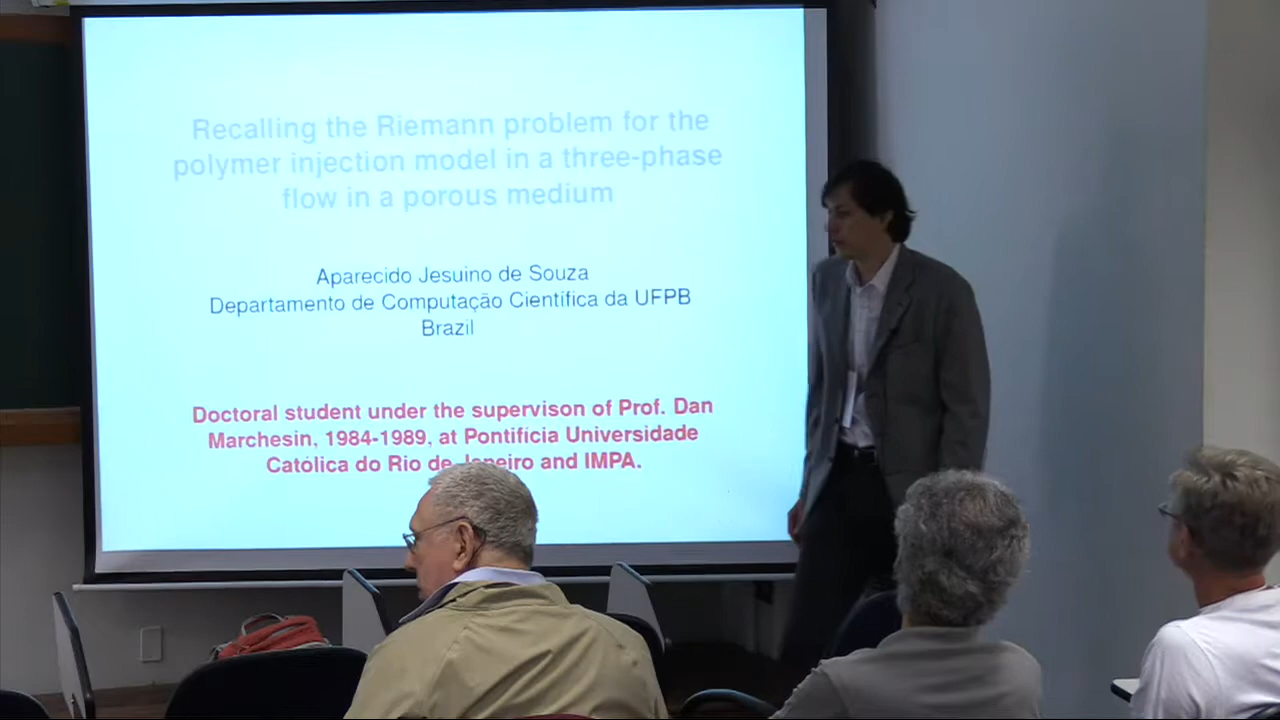 Recalling the Riemann problem for the
polymer injection model in a three-phase
flow in a porous medium
Aparecido Jesuino de Souza
Departamento de Computação Científica da UFPB
Brazil
Doctoral student under the supervison of Prof. Dan
Marchesin, 1984-1989, at Pontifícia Universidade
Católica do Rio de Janeiro and IMPA.